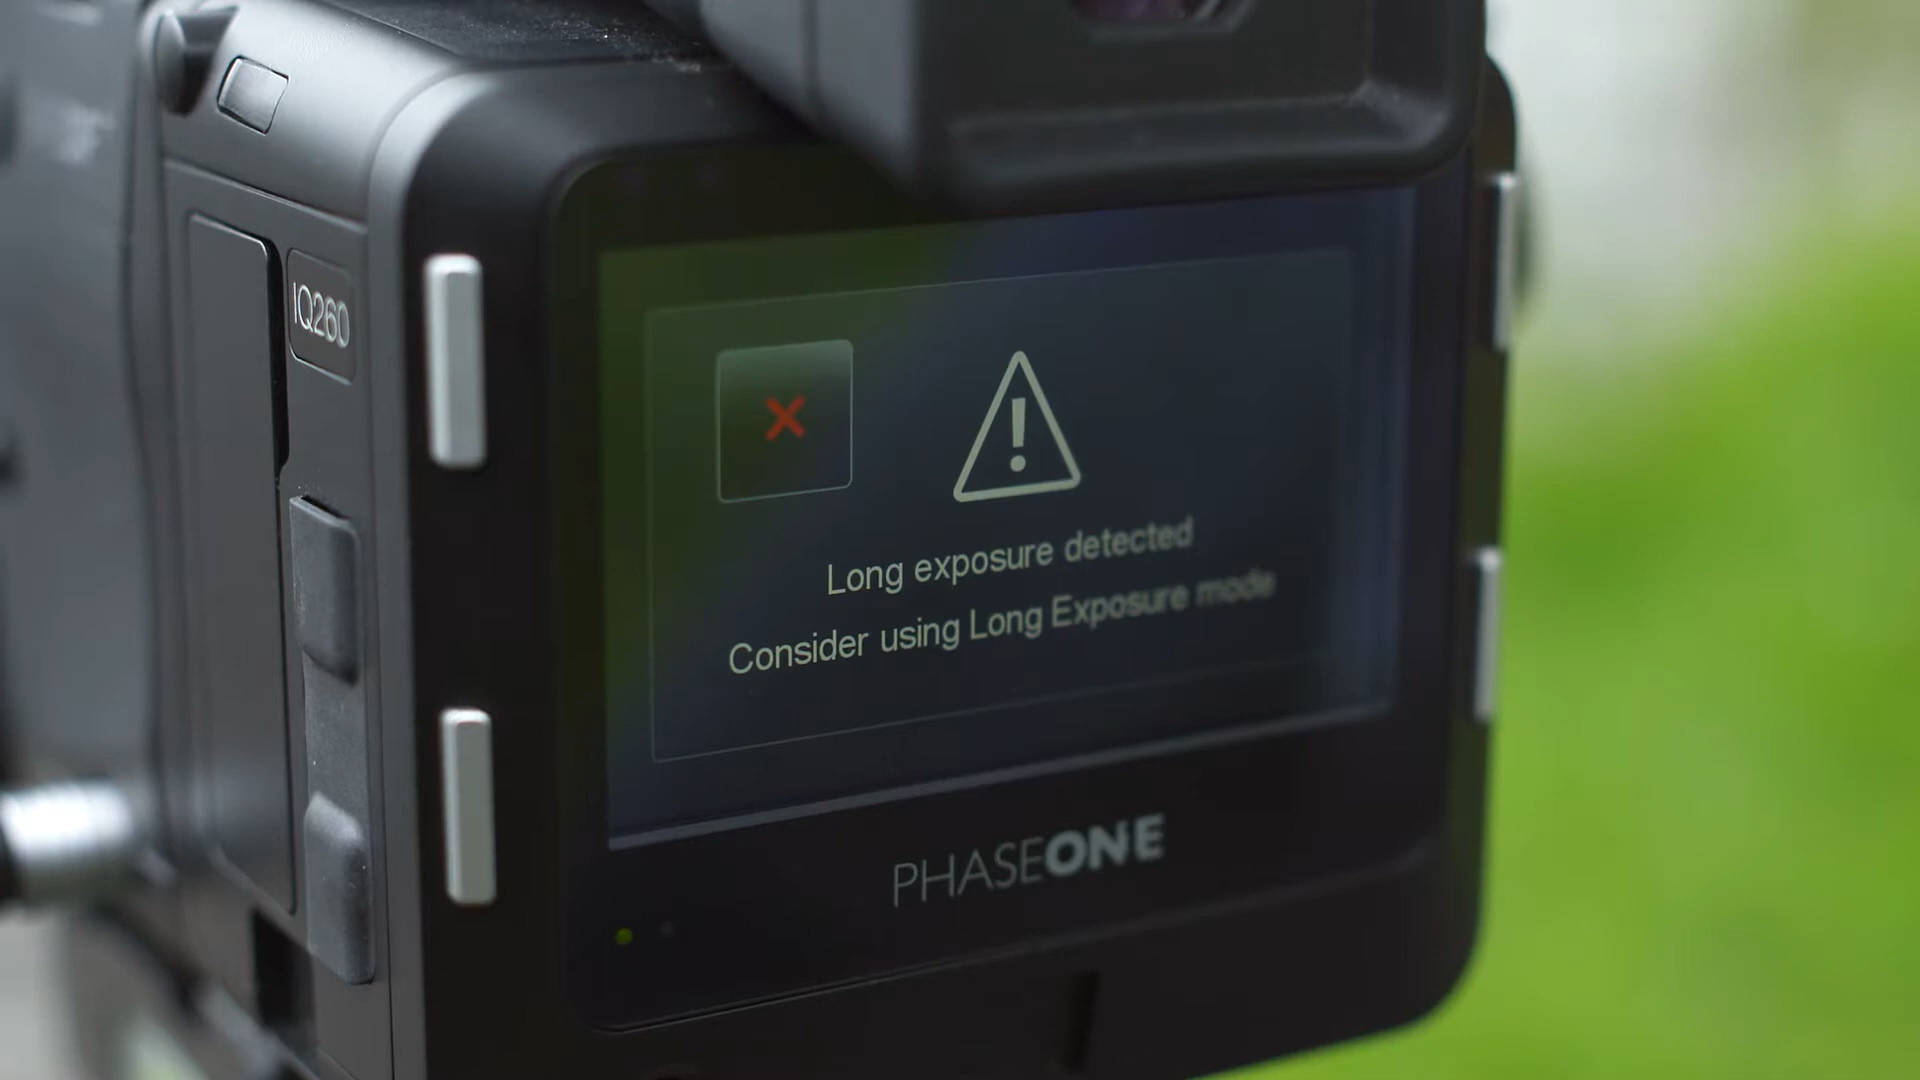 IQ260
Long exposure detected
Consider using Long Exposure mode
PHASEONE